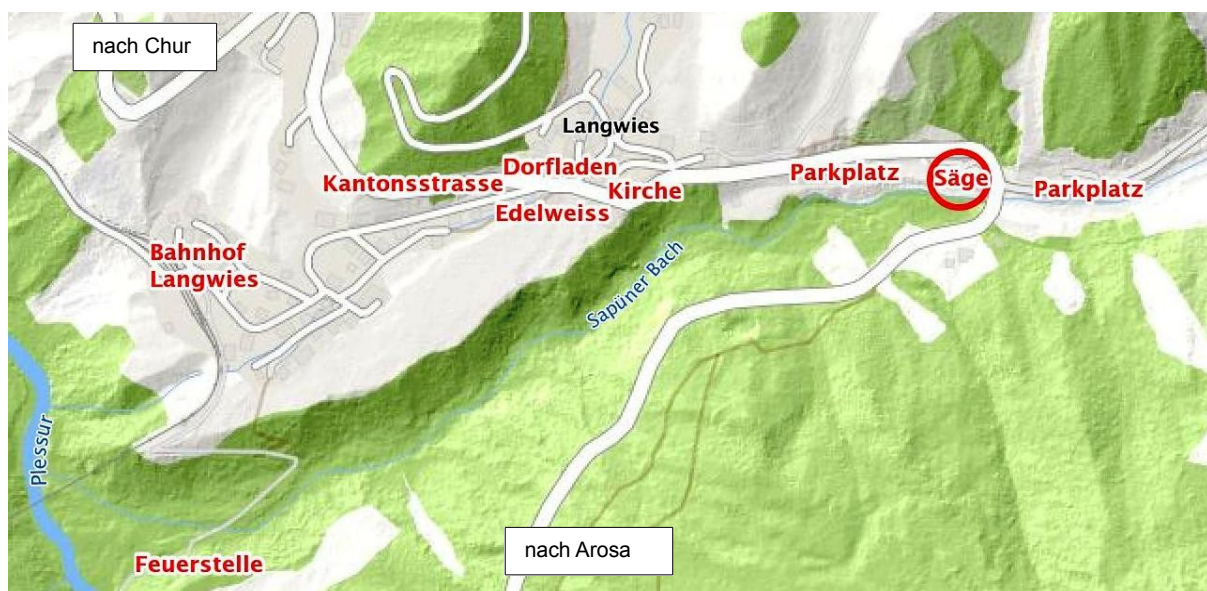 nach Chur
Langwies
Dorfladen
Kantonsstrasse
Kirche
Edelweiss
Parkplatz
Säge
Parkplatz
Bahnhof
Langwies
Sapüner Bach
Plessur
nach Arosa
Feuerstelle